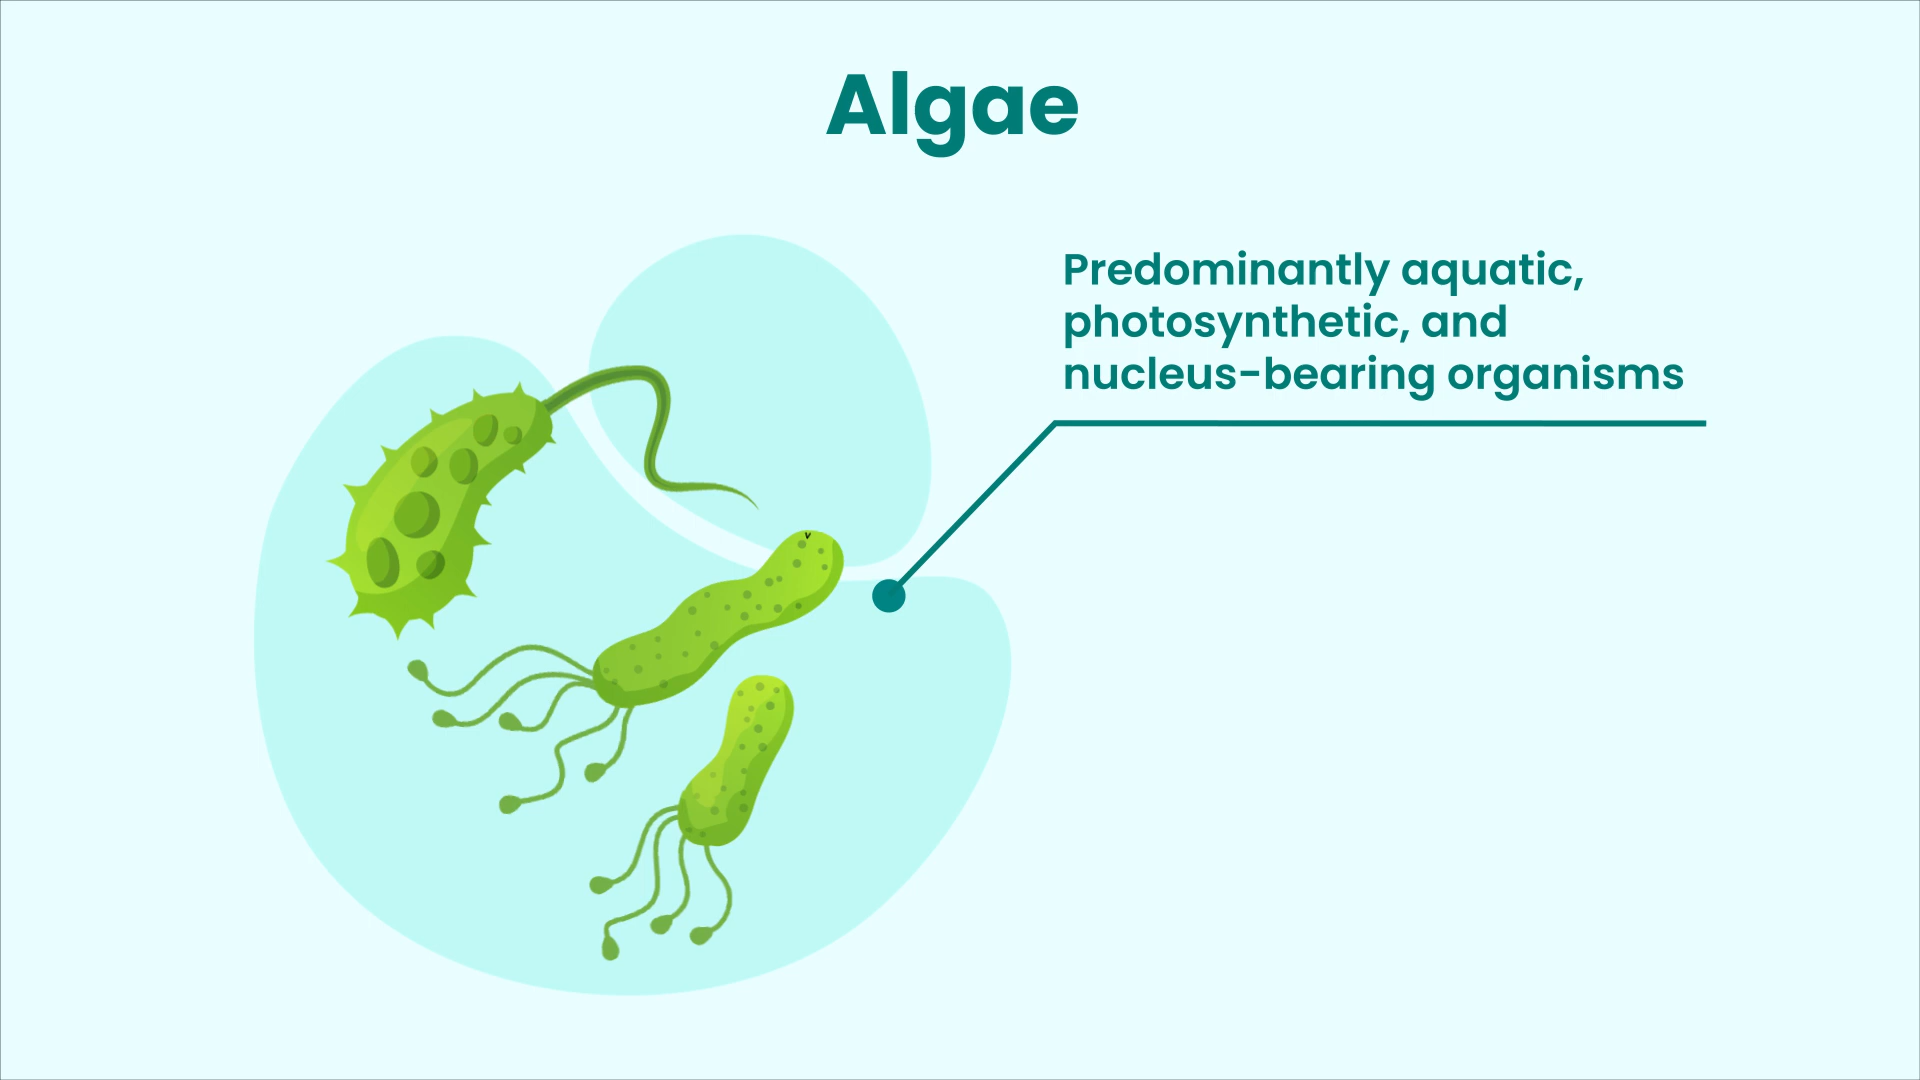 Algae
Predominantly aquatic,
photosynthetic, and
nucleus-bearing organisms
v